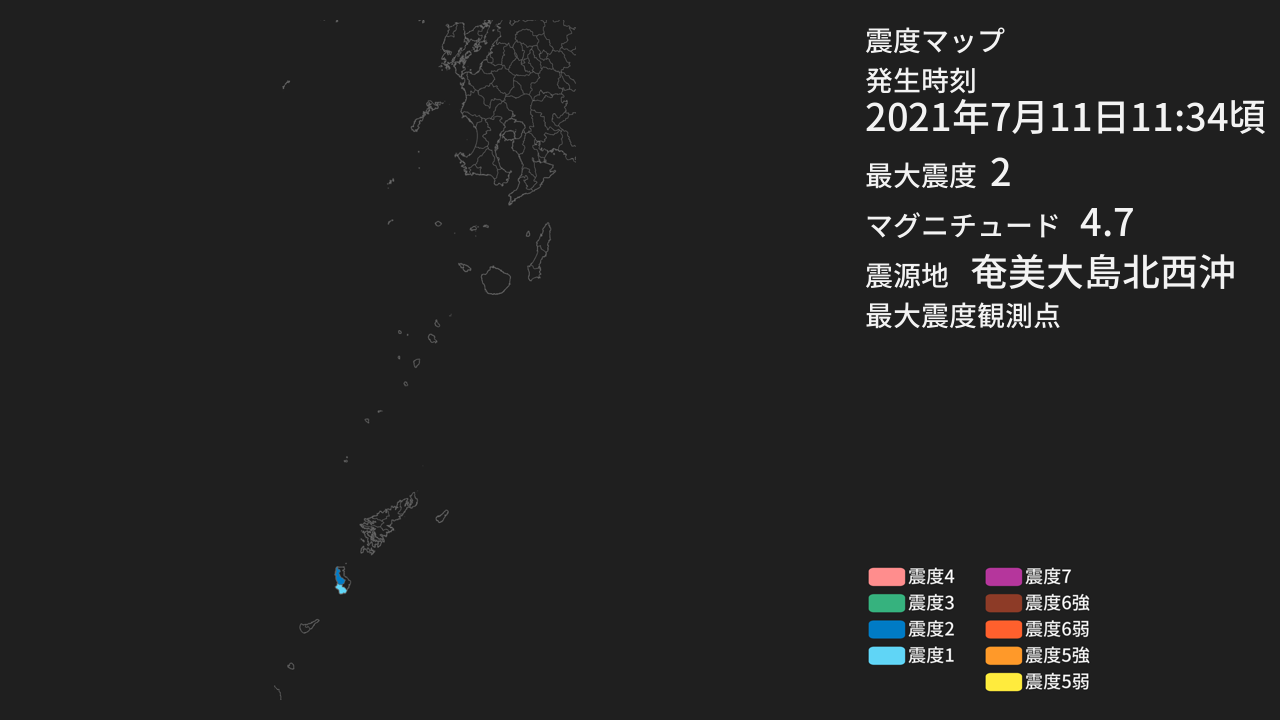 震度マップ
発生時刻
2021年7月11日11:34頃
最大震度 2
マグニチュード 4.7
震源地 奄美大島北西沖
最大震度観測点
震度4 震度7
震度3 震度6強
震度2 震度6弱
震度1 震度5強
震度5弱